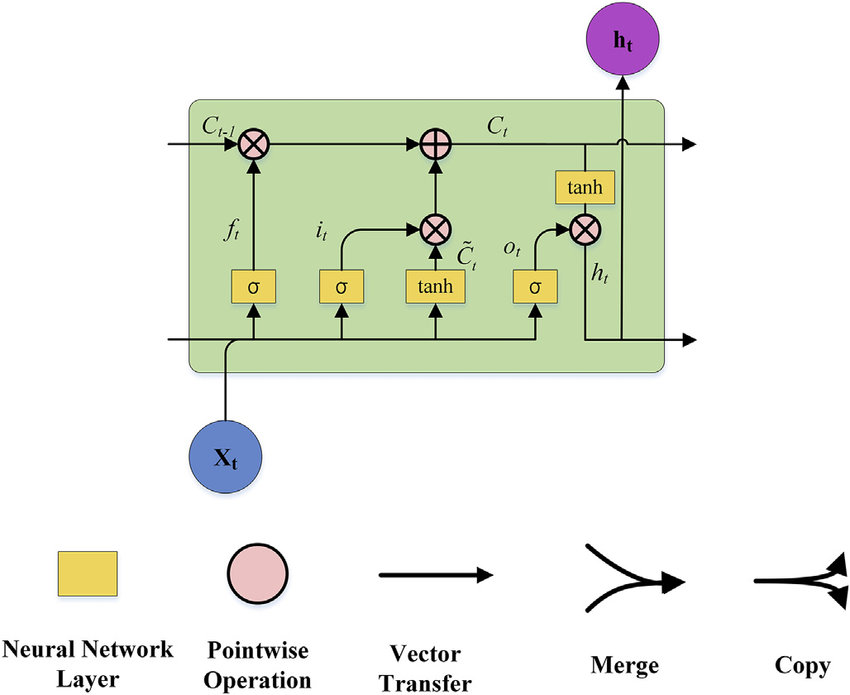 h_t
C_{t-1}
C_t
tanh
f_t
i_t
C̃_t
o_t
h_t
σ
σ
tanh
σ
X_t
Neural Network
Layer
Pointwise
Operation
Vector
Transfer
Merge
Copy